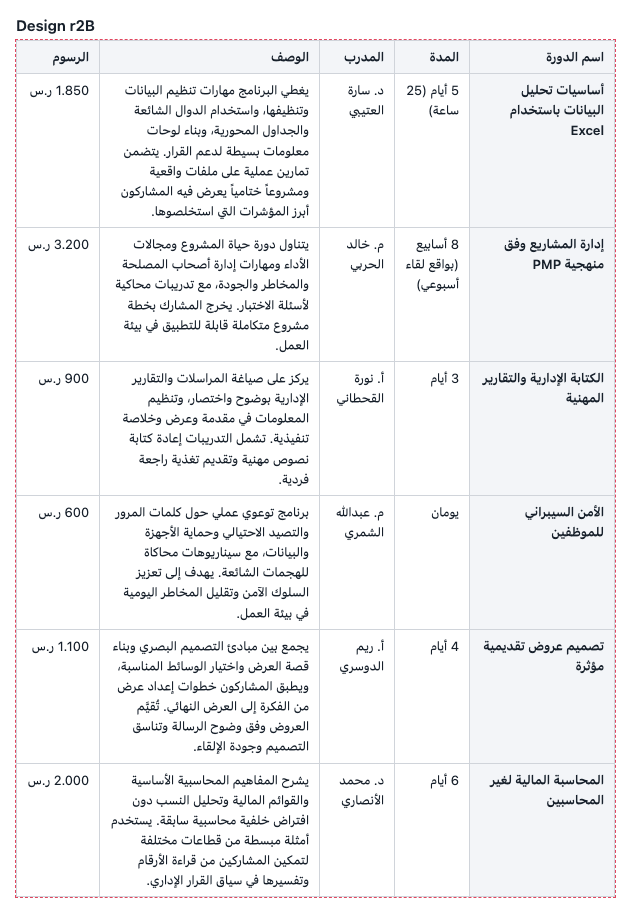 Design r2B
اسم الدورة المدة المدرب الوصف الرسوم
أساسيات تحليل البيانات باستخدام Excel
5 أيام (25 ساعة)
د. سارة العتيبي
يغطي البرنامج مهارات تنظيم البيانات
وتنظيفها، واستخدام الدوال الشائعة
والجداول المحورية، وبناء لوحات
معلومات بسيطة لدعم القرار. يتضمن
تمارين عملية على ملفات واقعية
ومشروعاً ختامياً يعرض فيه المشاركون
أبرز المؤشرات التي استخلصوها.
1.850 ر.س
إدارة المشاريع وفق
منهجية PMP
8 أسابيع
(بواقع لقاء
أسبوعي)
م. خالد
الحربي
يتناول دورة حياة المشروع ومجالات
الأداء ومهارات إدارة أصحاب المصلحة
والمخاطر والجودة، مع تدريبات محاكية
لأسئلة الاختبار. يخرج المشارك بخطة
مشروع متكاملة قابلة للتطبيق في بيئة
العمل.
3.200 ر.س
الكتابة الإدارية والتقارير
المهنية
3 أيام
أ. نورة
القحطاني
يركز على صياغة المراسلات والتقارير
الإدارية بوضوح واختصار، وتنظيم
المعلومات في مقدمة وعرض وخلاصة
تنفيذية. تشمل التدريبات إعادة كتابة
نصوص مهنية وتقديم تغذية راجعة
فردية.
900 ر.س
الأمن السيبراني
للموظفين
يومان
م. عبدالله
الشمري
برنامج توعوي عملي حول كلمات المرور
والتصيد الاحتيالي وحماية الأجهزة
والبيانات، مع سيناريوهات محاكاة
للهجمات الشائعة. يهدف إلى تعزيز
السلوك الآمن وتقليل المخاطر اليومية
في بيئة العمل.
600 ر.س
تصميم عروض تقديمية
مؤثرة
4 أيام
أ. ريم
الدوسري
يجمع بين مبادئ التصميم البصري وبناء
قصة العرض واختيار الوسائط المناسبة،
ويطبق المشاركون خطوات إعداد عرض
من الفكرة إلى العرض النهائي. تُقيَّم
العروض وفق وضوح الرسالة وتناسق
التصميم وجودة الإلقاء.
1.100 ر.س
المحاسبة المالية لغير
المحاسبين
6 أيام
د. محمد
الأنصاري
يشرح المفاهيم المحاسبية الأساسية
والقوائم المالية وتحليل النسب دون
افتراض خلفية محاسبية سابقة. يستخدم
أمثلة مبسطة من قطاعات مختلفة
لتمكين المشاركين من قراءة الأرقام
وتفسيرها في سياق القرار الإداري.
2.000 ر.س